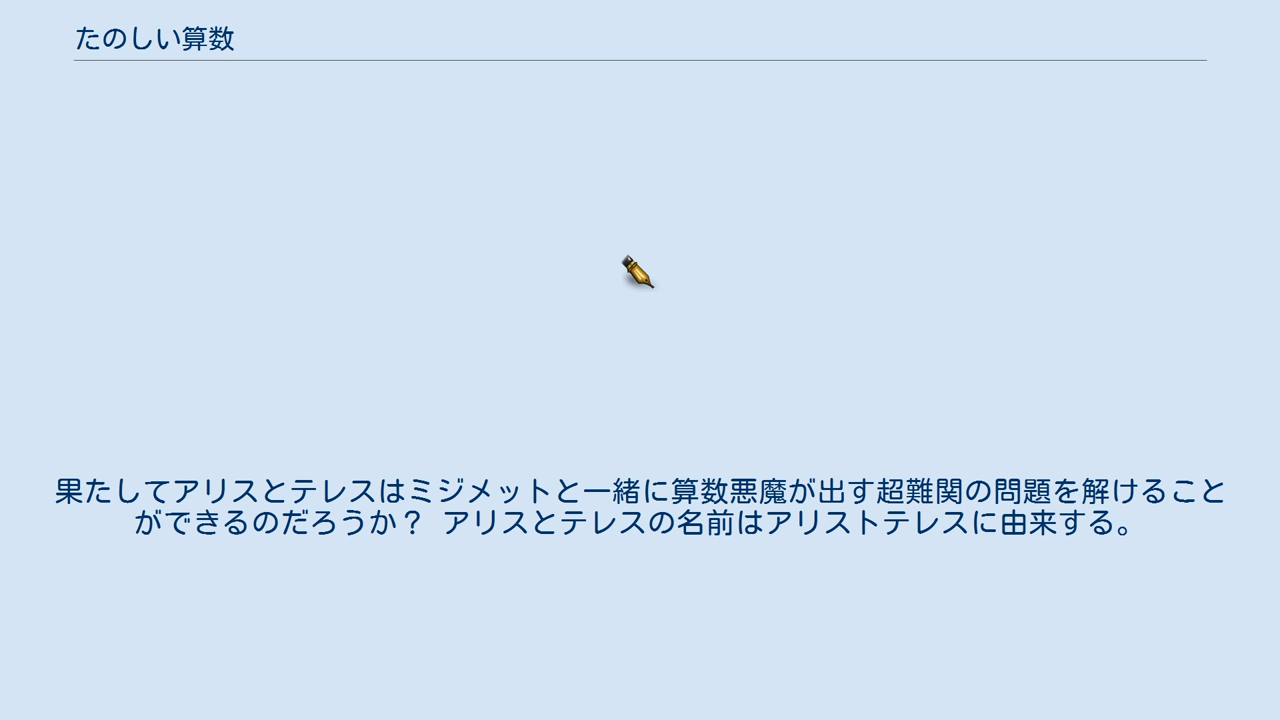 たのしい算数
果たしてアリスとテレスはミジメットと一緒に算数悪魔が出す超難関の問題を解けること
ができるのだろうか？ アリスとテレスの名前はアリストテレスに由来する。